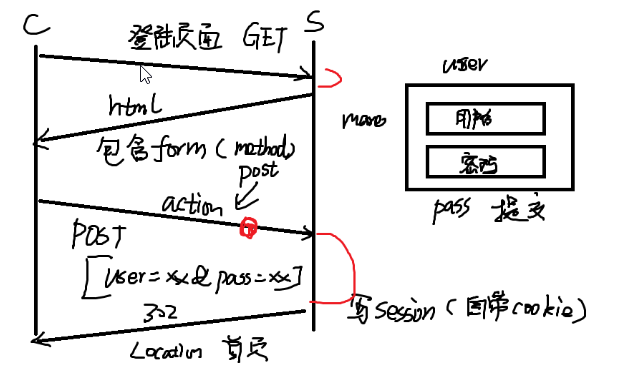 C
S
登陆页面 GET
html
包含form(method)
post
action
POST
[user=xx&pass=xx]
302
Location 首页
user
用户
密码
pass 提交
写session(回带cookie)